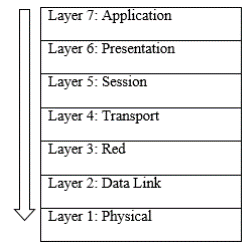 Layer 7: Application
Layer 6: Presentation
Layer 5: Session
Layer 4: Transport
Layer 3: Red
Layer 2: Data Link
Layer 1: Physical